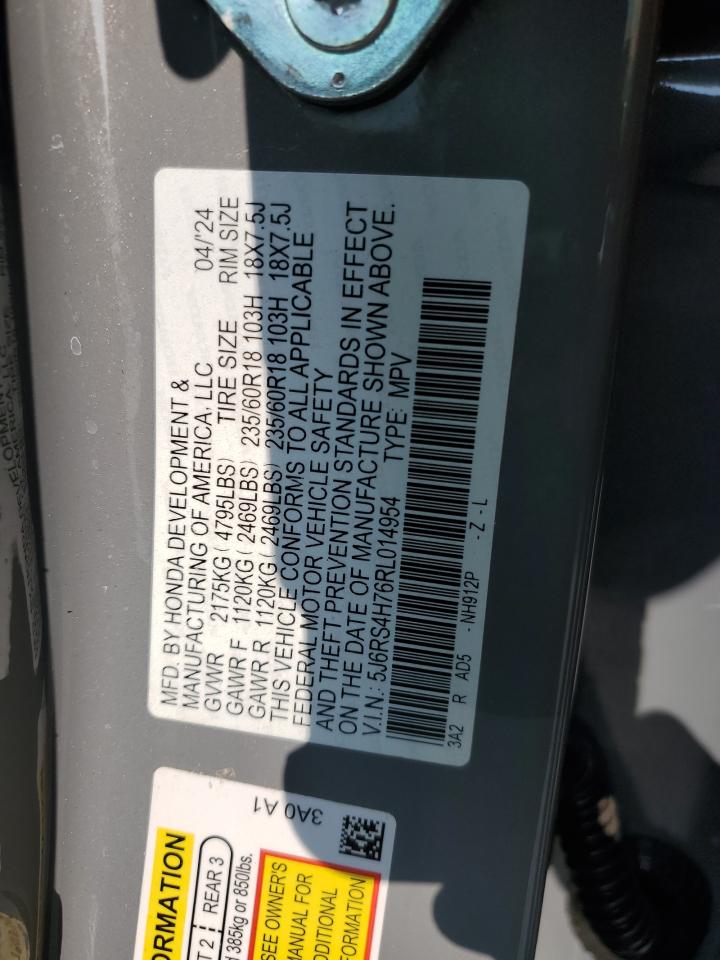 MFD. BY HONDA DEVELOPMENT &
MANUFACTURING OF AMERICA, LLC 04/'24
GVWR 2175KG ( 4795LBS) TIRE SIZE RIM SIZE
GAWR F 1120KG ( 2469LBS) 235/60R18 103H 18X7.5J
GAWR R 1120KG ( 2469LBS) 235/60R18 103H 18X7.5J
THIS VEHICLE CONFORMS TO ALL APPLICABLE
FEDERAL MOTOR VEHICLE SAFETY
AND THEFT PREVENTION STANDARDS IN EFFECT
ON THE DATE OF MANUFACTURE SHOWN ABOVE.
V.I.N.: 5J6RS4H76RL014954 TYPE: MPV
3A2 R AD5 - NH912P - Z - L
3A0 A1
ORMATION
T 2 REAR 3
d 385kg or 850lbs.
SEE OWNER'S
MANUAL FOR
ADDITIONAL
FORMATION